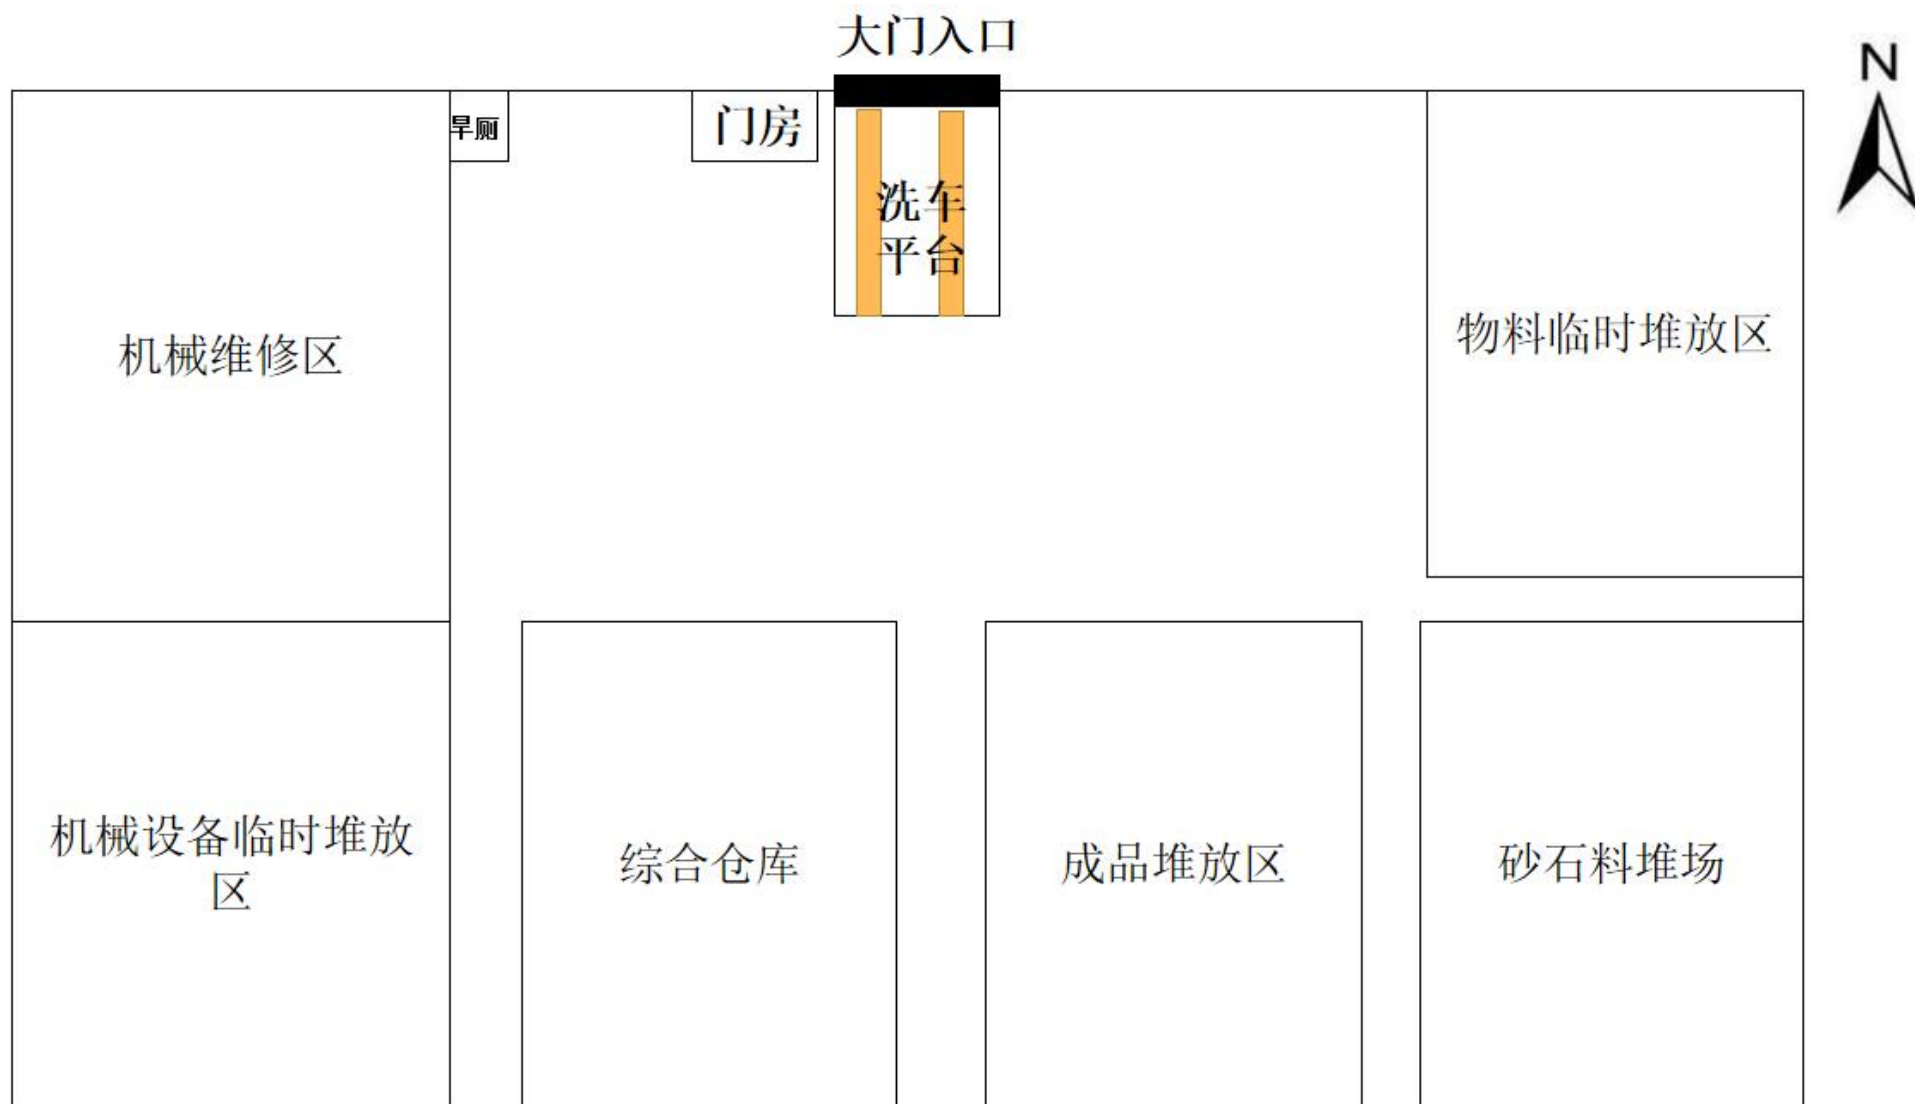 大门入口
N
旱厕
门房
洗车
平台
机械维修区
物料临时堆放区
机械设备临时堆放
区
综合仓库
成品堆放区
砂石料堆场